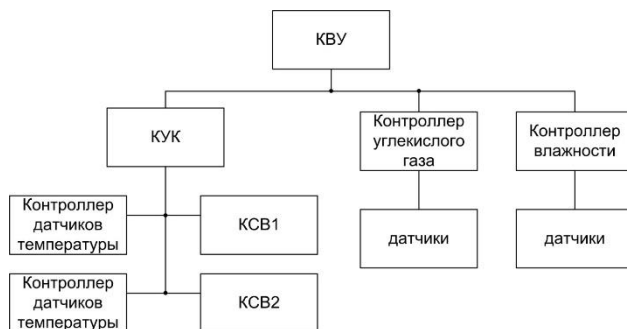 КВУ
КУК
Контроллер
углекислого
газа
Контроллер
влажности
Контроллер
датчиков
температуры
КСВ1
датчики
датчики
Контроллер
датчиков
температуры
КСВ2